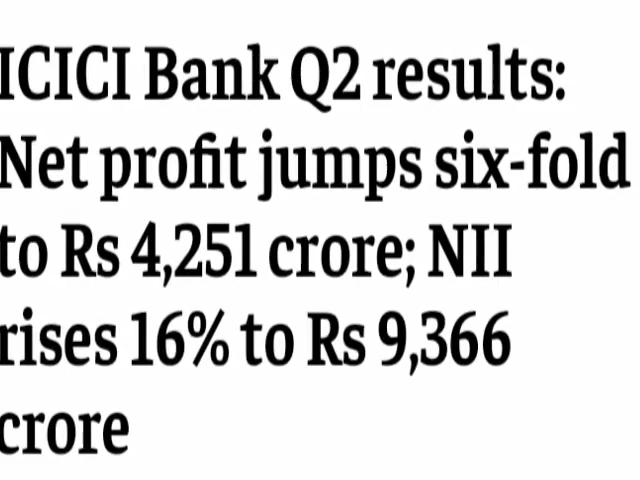 ICICI Bank Q2 results:
Net profit jumps six-fold
to Rs 4,251 crore; NII
rises 16% to Rs 9,366
crore